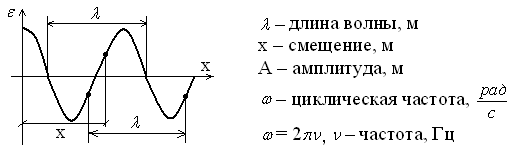 ε
λ
x
x
λ
λ – длина волны, м
x – смещение, м
А – амплитуда, м
ω – циклическая частота, рад/с
ω = 2πν, ν – частота, Гц